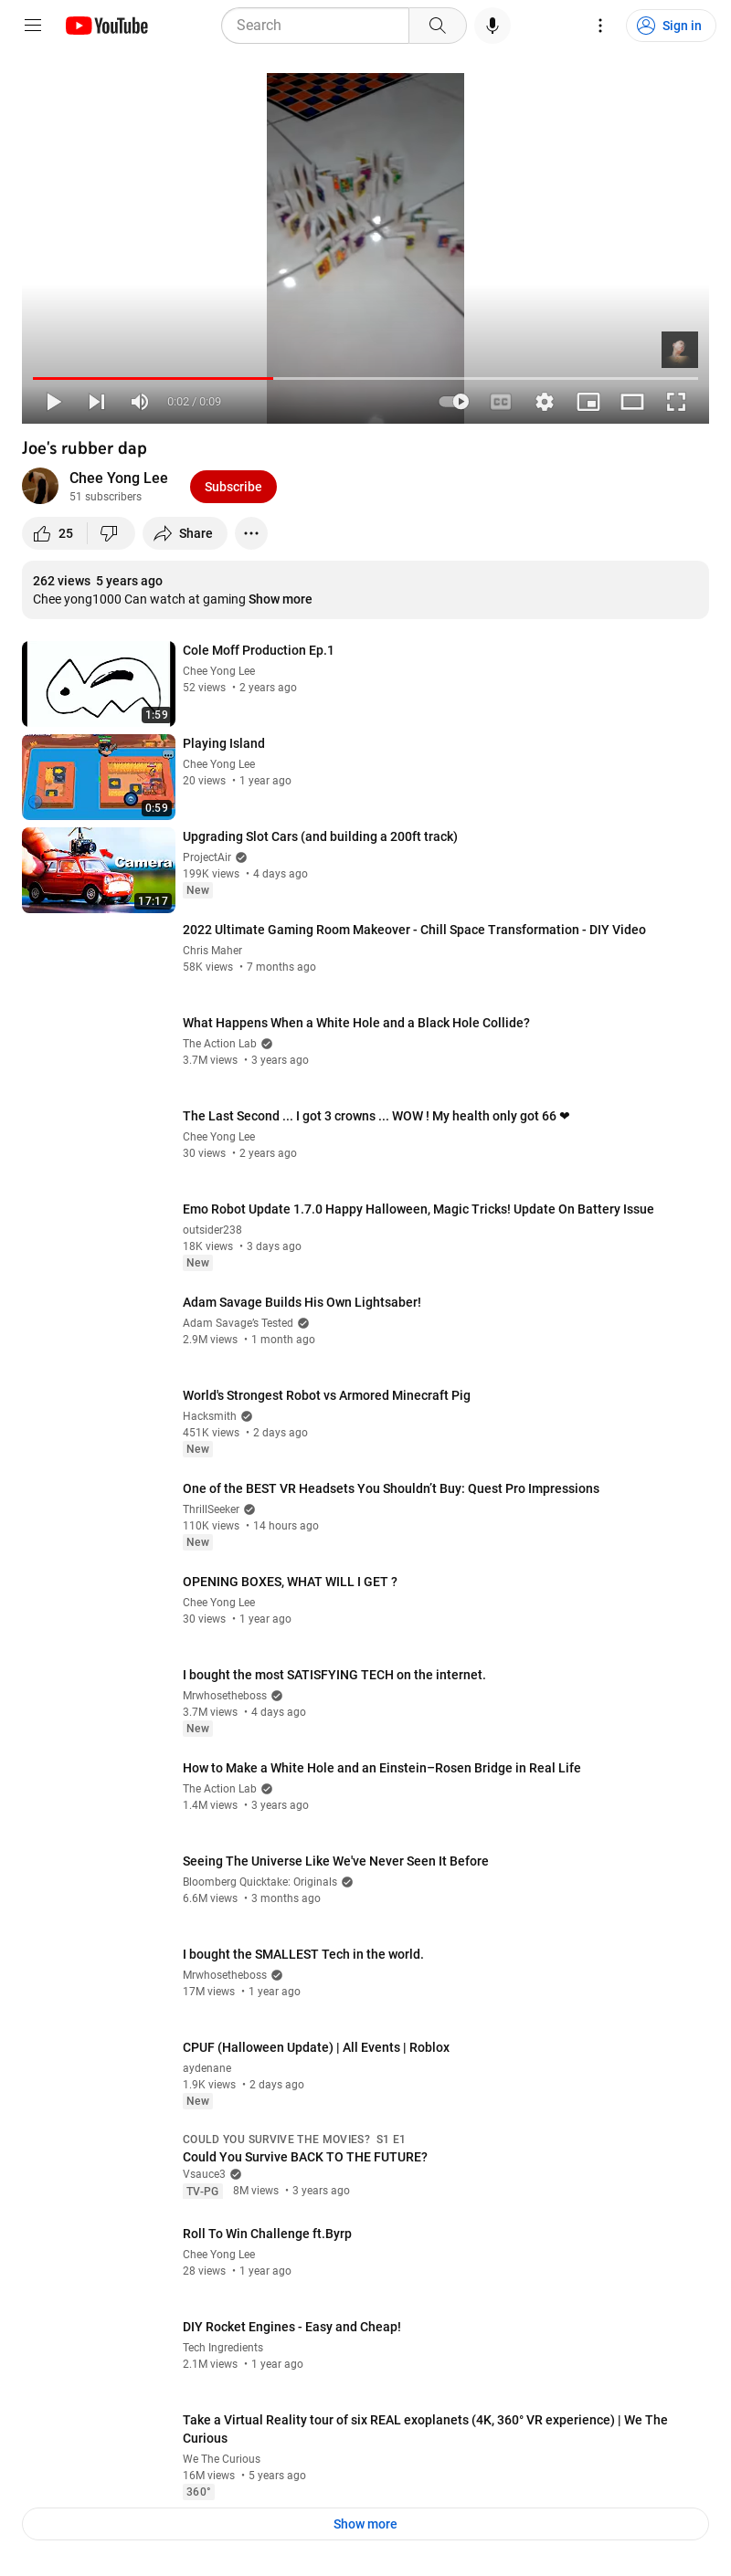 YouTube
Search
Sign in
0:02 / 0:09
CC
Joe's rubber dap
Chee Yong Lee
51 subscribers
Subscribe
25
Share
262 views 5 years ago
Chee yong1000 Can watch at gaming Show more
1:59
Cole Moff Production Ep.1
Chee Yong Lee
52 views • 2 years ago
0:59
Playing Island
Chee Yong Lee
20 views • 1 year ago
Camera
17:17
Upgrading Slot Cars (and building a 200ft track)
ProjectAir
199K views • 4 days ago
New
2022 Ultimate Gaming Room Makeover - Chill Space Transformation - DIY Video
Chris Maher
58K views • 7 months ago
What Happens When a White Hole and a Black Hole Collide?
The Action Lab
3.7M views • 3 years ago
The Last Second ... I got 3 crowns ... WOW ! My health only got 66 ❤
Chee Yong Lee
30 views • 2 years ago
Emo Robot Update 1.7.0 Happy Halloween, Magic Tricks! Update On Battery Issue
outsider238
18K views • 3 days ago
New
Adam Savage Builds His Own Lightsaber!
Adam Savage's Tested
2.9M views • 1 month ago
World's Strongest Robot vs Armored Minecraft Pig
Hacksmith
451K views • 2 days ago
New
One of the BEST VR Headsets You Shouldn't Buy: Quest Pro Impressions
ThrillSeeker
110K views • 14 hours ago
New
OPENING BOXES, WHAT WILL I GET ?
Chee Yong Lee
30 views • 1 year ago
I bought the most SATISFYING TECH on the internet.
Mrwhosetheboss
3.7M views • 4 days ago
New
How to Make a White Hole and an Einstein–Rosen Bridge in Real Life
The Action Lab
1.4M views • 3 years ago
Seeing The Universe Like We've Never Seen It Before
Bloomberg Quicktake: Originals
6.6M views • 3 months ago
I bought the SMALLEST Tech in the world.
Mrwhosetheboss
17M views • 1 year ago
CPUF (Halloween Update) | All Events | Roblox
aydenane
1.9K views • 2 days ago
New
COULD YOU SURVIVE THE MOVIES? S1 E1
Could You Survive BACK TO THE FUTURE?
Vsauce3
TV-PG 8M views • 3 years ago
Roll To Win Challenge ft.Byrp
Chee Yong Lee
28 views • 1 year ago
DIY Rocket Engines - Easy and Cheap!
Tech Ingredients
2.1M views • 1 year ago
Take a Virtual Reality tour of six REAL exoplanets (4K, 360° VR experience) | We The
Curious
We The Curious
16M views • 5 years ago
360°
Show more